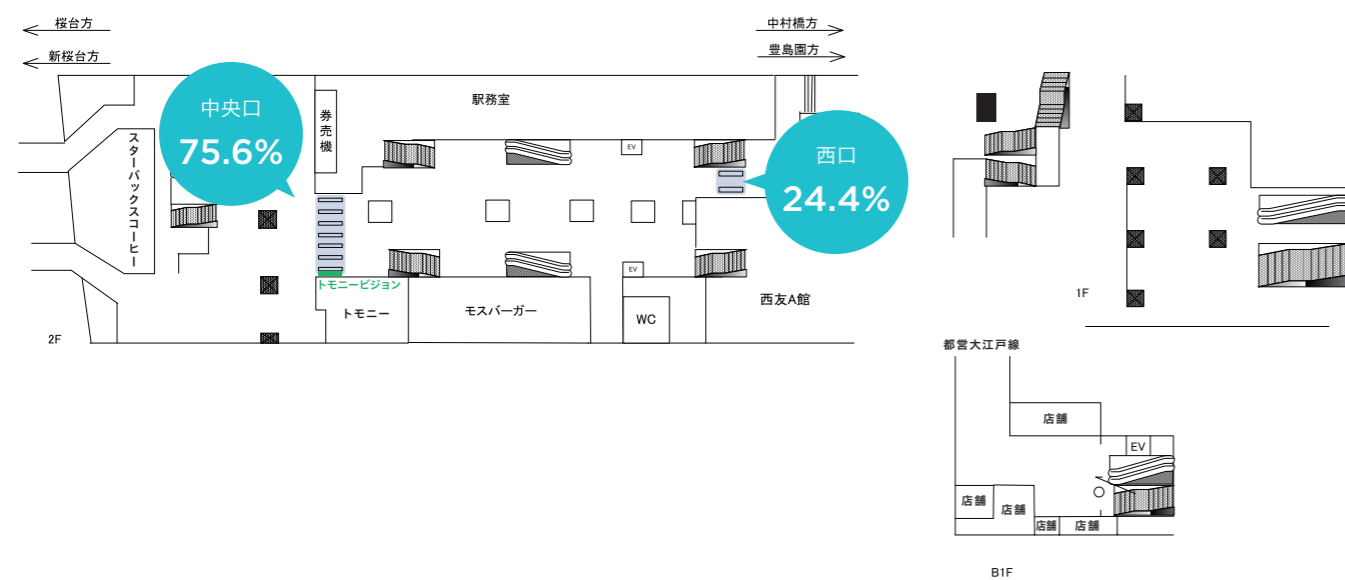 桜台方
新桜台方
中村橋方
豊島園方
中央口
75.6%
券売機
駅務室
西口
24.4%
スターバックスコーヒー
EV
EV
トモニービジョン
トモニー
モスバーガー
WC
西友A館
2F
1F
都営大江戸線
店舗
EV
店舗
店舗
店舗
店舗
B1F